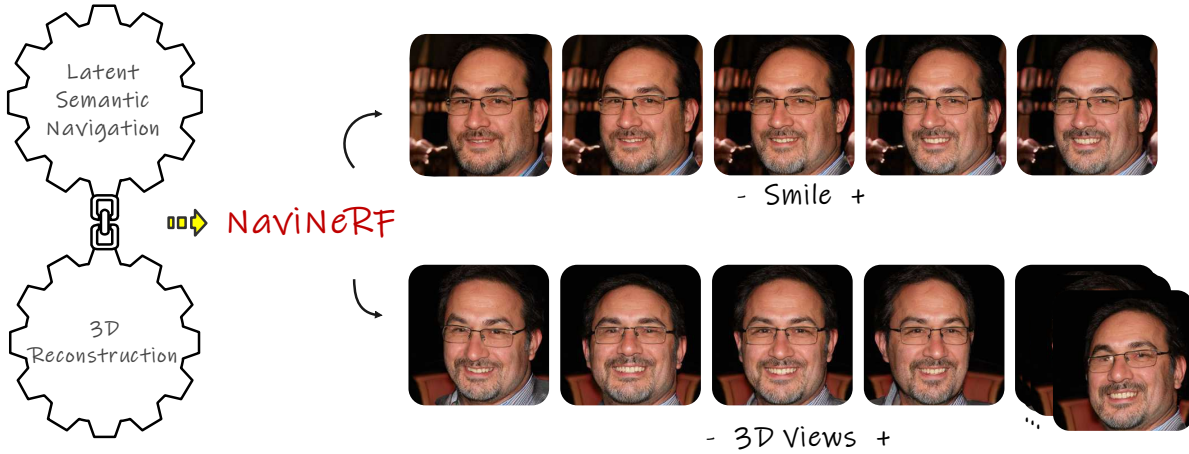 Latent
Semantic
Navigation
NaviNeRF
3D
Reconstruction
- Smile +
- 3D Views +
...